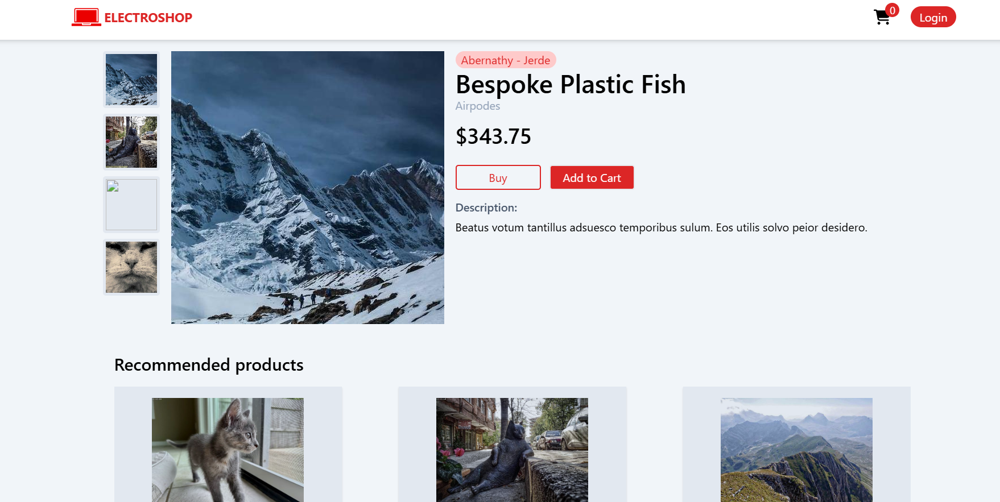 ELECTROSHOP
0
Login
Abernathy - Jerde
Bespoke Plastic Fish
Airpodes
$343.75
Buy
Add to Cart
Description:
Beatus votum tantillus adsuesco temporibus sulum. Eos utilis solvo peior desidero.
Recommended products